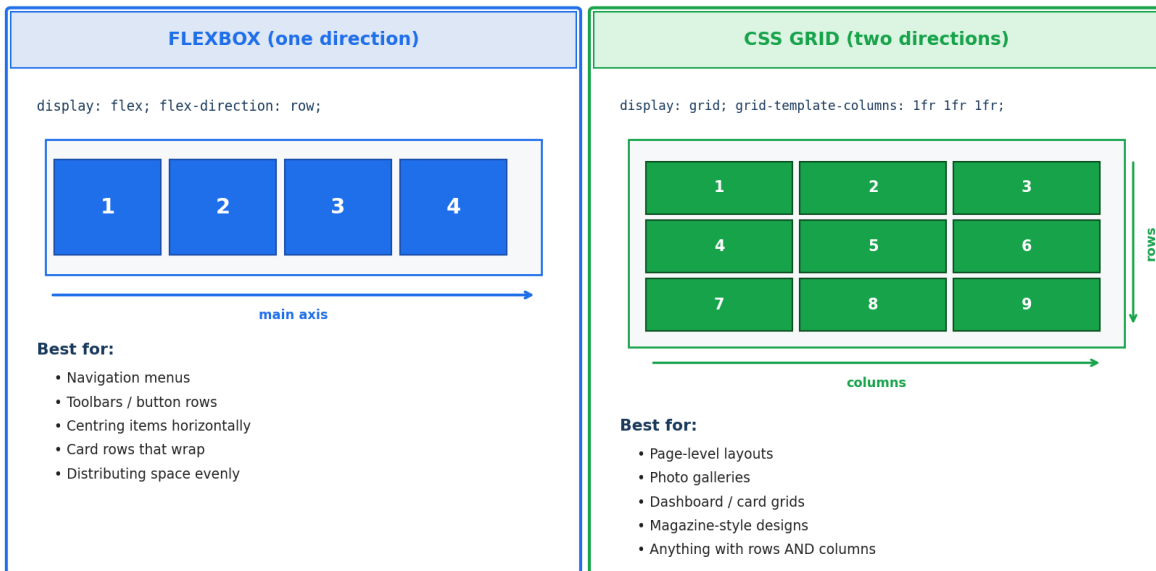 FLEXBOX (one direction)
display: flex; flex-direction: row;
1 2 3 4
main axis
Best for:
• Navigation menus
• Toolbars / button rows
• Centring items horizontally
• Card rows that wrap
• Distributing space evenly
CSS GRID (two directions)
display: grid; grid-template-columns: 1fr 1fr 1fr;
1 2 3
4 5 6
7 8 9
rows
columns
Best for:
• Page-level layouts
• Photo galleries
• Dashboard / card grids
• Magazine-style designs
• Anything with rows AND columns